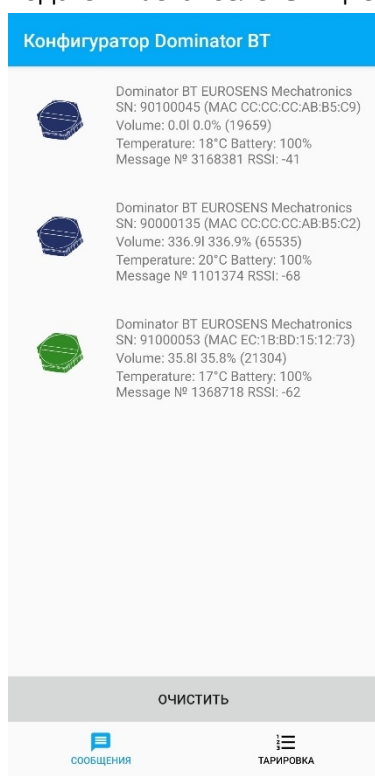 Конфигуратор Dominator BT
Dominator BT EUROSENS Mechatronics
SN: 90100045 (MAC CC:CC:CC:AB:B5:C9)
Volume: 0.0l 0.0% (19659)
Temperature: 18°C Battery: 100%
Message № 3168381 RSSI: -41
Dominator BT EUROSENS Mechatronics
SN: 90000135 (MAC CC:CC:CC:AB:B5:C2)
Volume: 336.9l 336.9% (65535)
Temperature: 20°C Battery: 100%
Message № 1101374 RSSI: -68
Dominator BT EUROSENS Mechatronics
SN: 91000053 (MAC EC:1B:BD:15:12:73)
Volume: 35.8l 35.8% (21304)
Temperature: 17°C Battery: 100%
Message № 1368718 RSSI: -62
ОЧИСТИТЬ
СООБЩЕНИЯ
ТАРИРОВКА